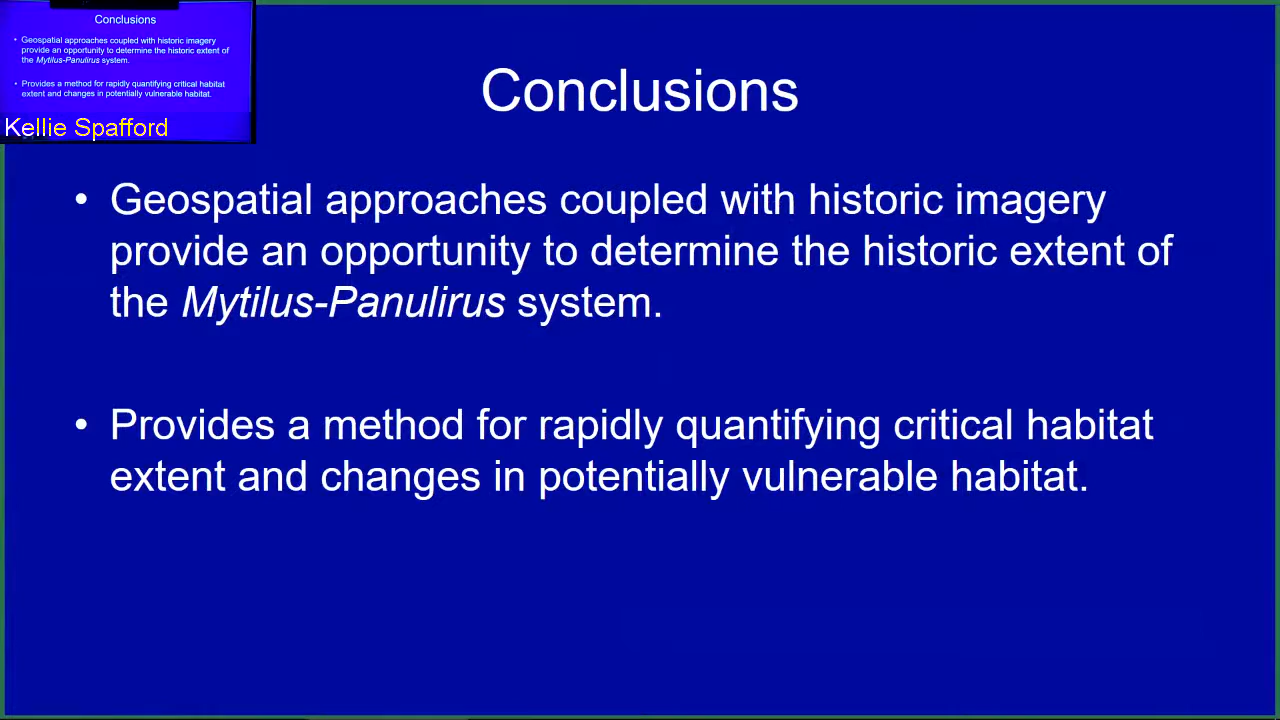 Conclusions
• Geospatial approaches coupled with historic imagery
provide an opportunity to determine the historic extent of
the Mytilus-Panulirus system.
• Provides a method for rapidly quantifying critical habitat
extent and changes in potentially vulnerable habitat.
Kellie Spafford
Conclusions
• Geospatial approaches coupled with historic imagery
provide an opportunity to determine the historic extent of
the Mytilus-Panulirus system.
• Provides a method for rapidly quantifying critical habitat
extent and changes in potentially vulnerable habitat.